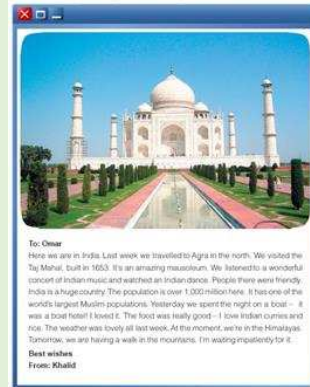 To: Omar
Here we are in India. Last week we travelled to Agra in the north. We visited the
Taj Mahal, built in 1653. It's an amazing mausoleum. We listened to a wonderful
concert of Indian music and watched an Indian dance. People there were friendly.
India is a huge country. The population is over 1,000 million here. It has one of the
world's largest Muslim populations. Yesterday we spent the night on a boat – it
was a boat hotel! I loved it. The food was really good – I love Indian curries and
rice. The weather was lovely all last week. At the moment, we're in the Himalayas.
Tomorrow, we are having a walk in the mountains. I'm waiting impatiently for it.
Best wishes
From: Khalid